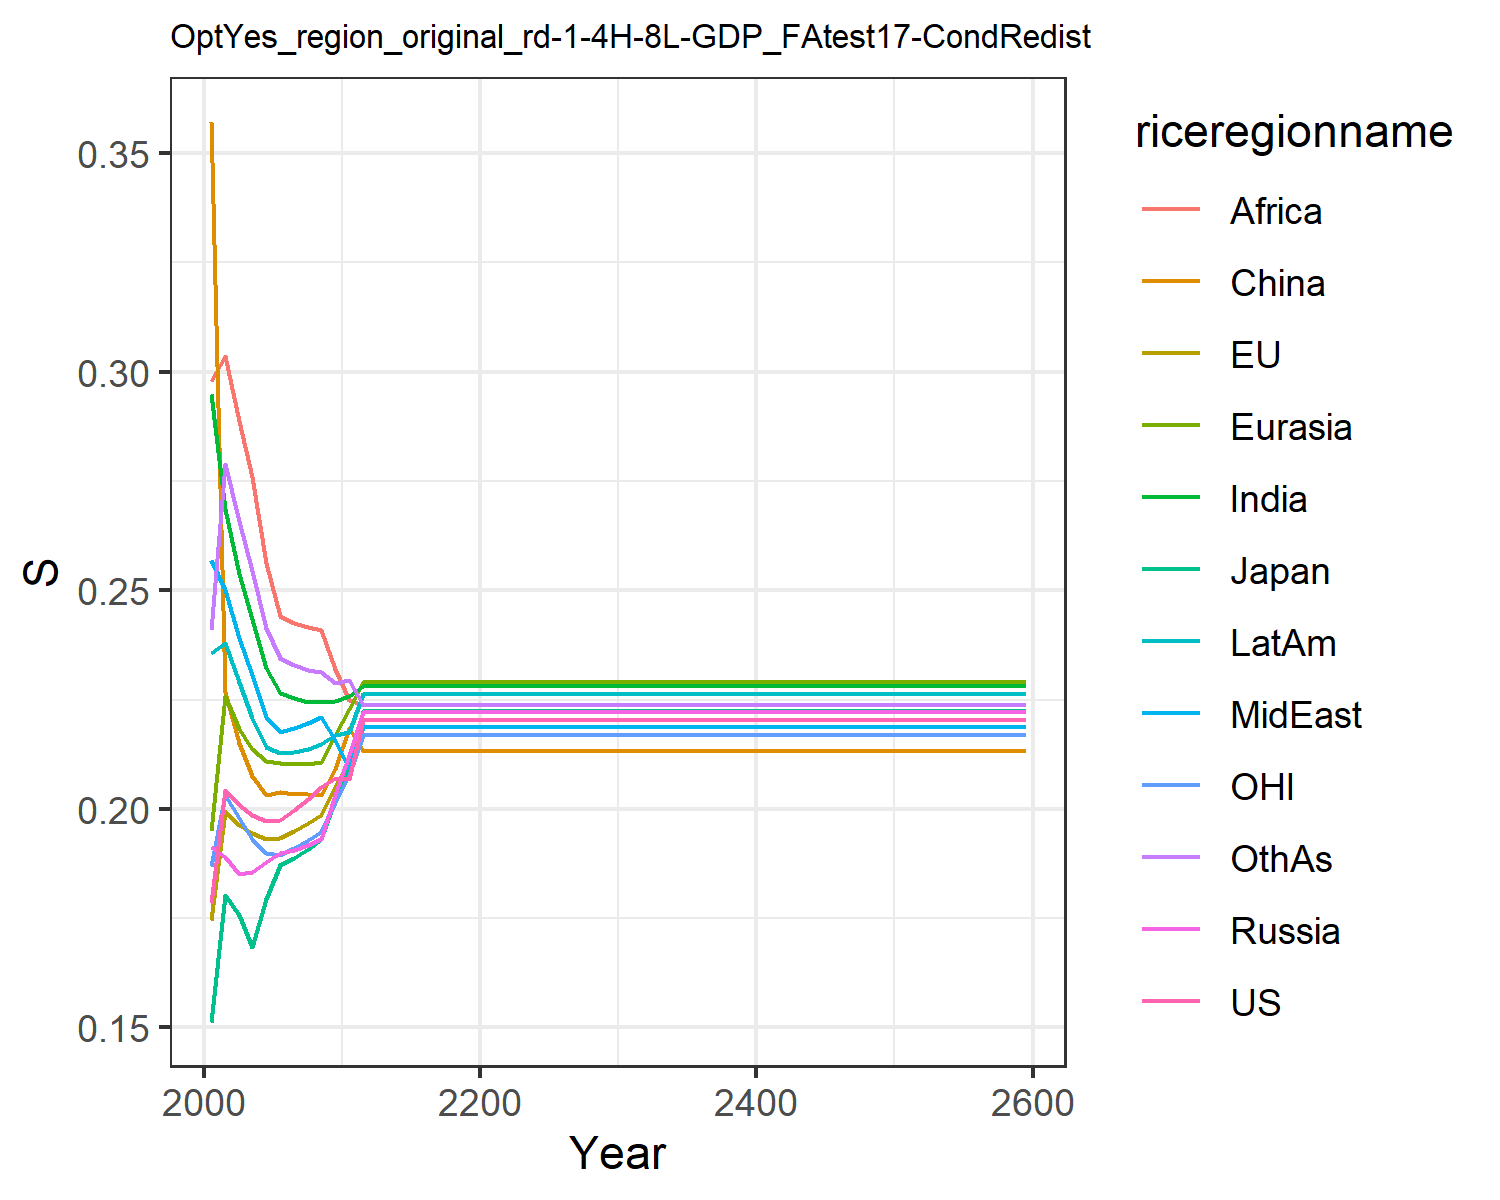 OptYes_region_original_rd-1-4H-8L-GDP_FAtest17-CondRedist
S
0.35
0.30
0.25
0.20
0.15
2000
2200
2400
2600
Year
riceregionname
Africa
China
EU
Eurasia
India
Japan
LatAm
MidEast
OHI
OthAs
Russia
US